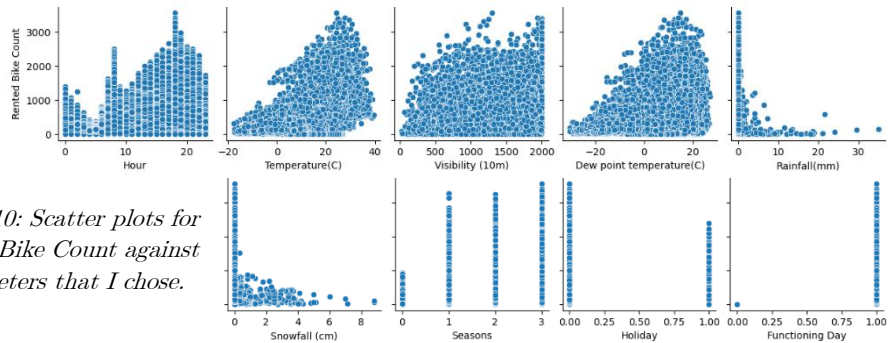 Rented Bike Count
3000
2000
1000
0
0 10 20
Hour
−20 0 20 40
Temperature(C)
0 500 1000 1500 2000
Visibility (10m)
−20 0 20
Dew point temperature(C)
0 10 20 30
Rainfall(mm)
10: Scatter plots for
Bike Count against
eters that I chose.
0 2 4 6 8
Snowfall (cm)
0 1 2 3
Seasons
0.00 0.25 0.50 0.75 1.00
Holiday
0.00 0.25 0.50 0.75 1.00
Functioning Day